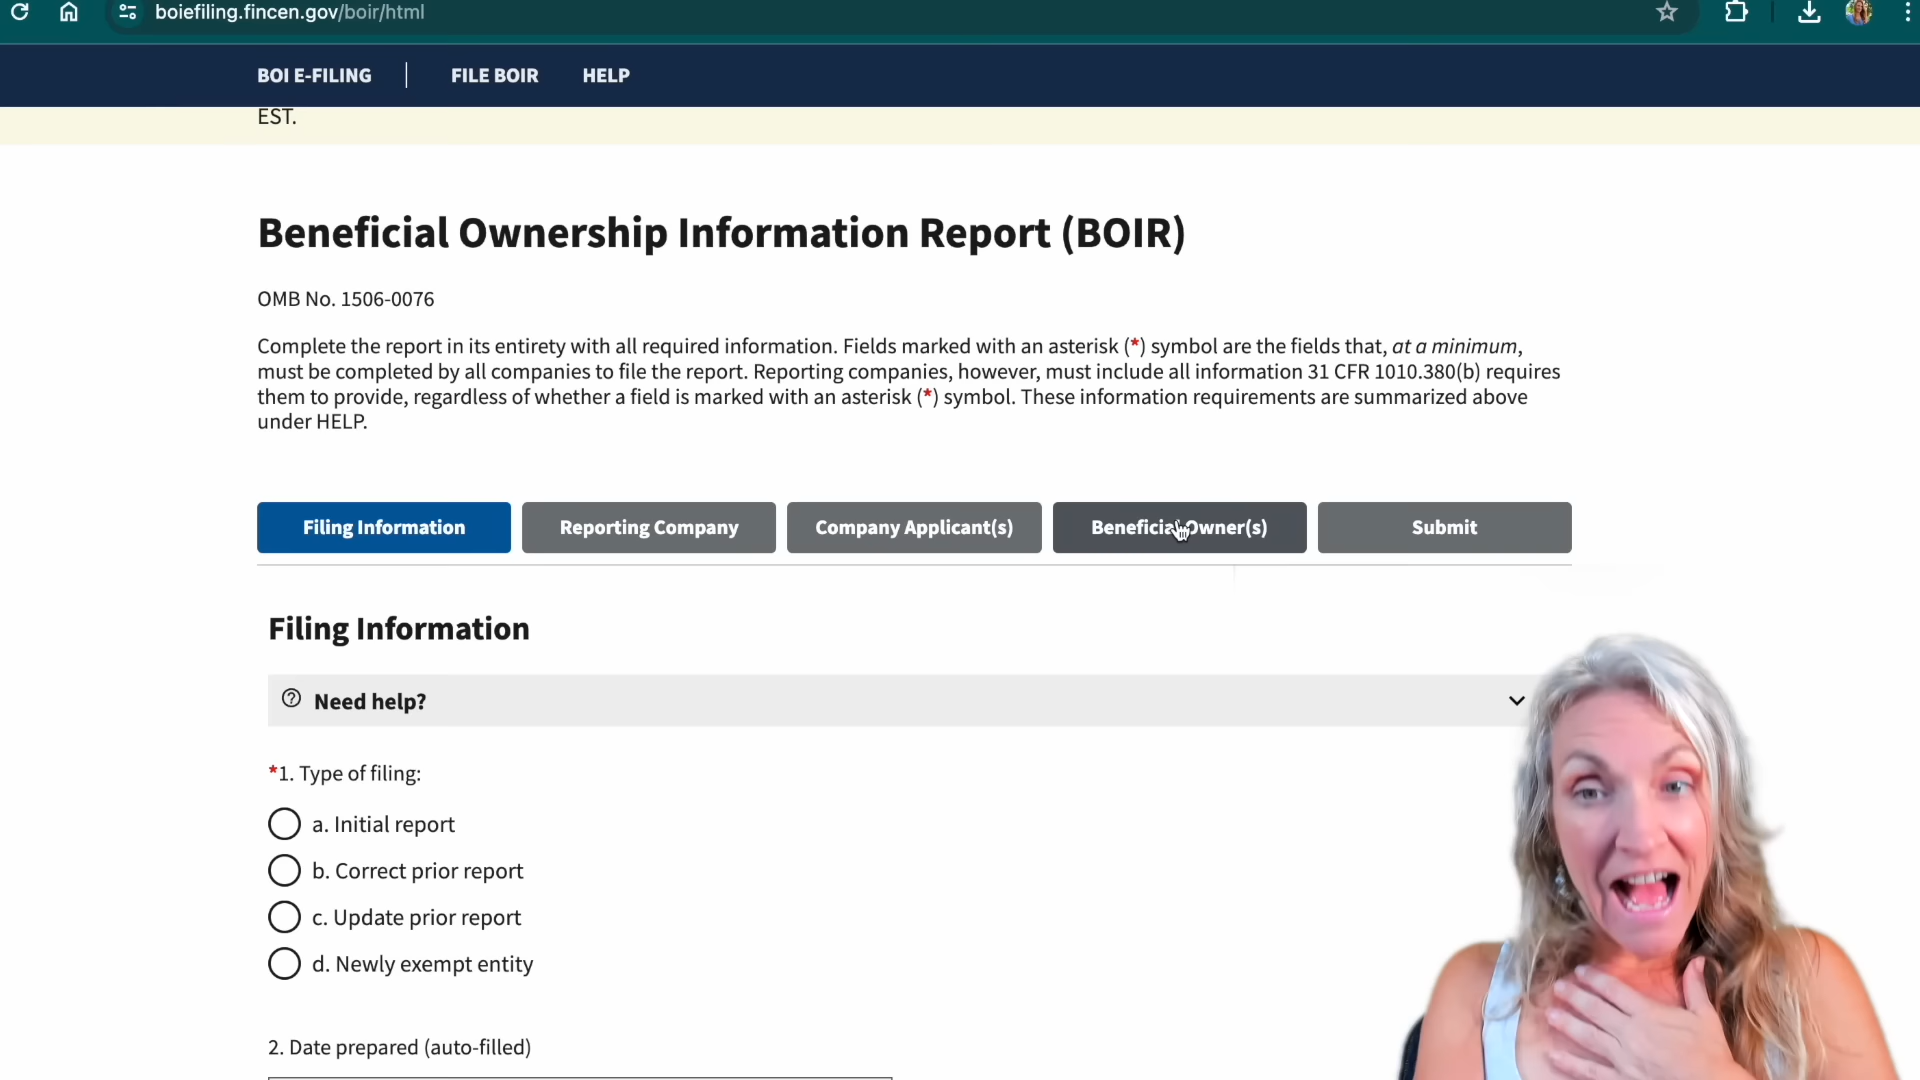 boiefiling.fincen.gov/boir/html
BOI E-FILING
FILE BOIR
HELP
EST.
Beneficial Ownership Information Report (BOIR)
OMB No. 1506-0076
Complete the report in its entirety with all required information. Fields marked with an asterisk (*) symbol are the fields that, at a minimum,
must be completed by all companies to file the report. Reporting companies, however, must include all information 31 CFR 1010.380(b) requires
them to provide, regardless of whether a field is marked with an asterisk (*) symbol. These information requirements are summarized above
under HELP.
Filing Information
Reporting Company
Company Applicant(s)
Beneficial Owner(s)
Submit
Filing Information
Need help?
*1. Type of filing:
a. Initial report
b. Correct prior report
c. Update prior report
d. Newly exempt entity
2. Date prepared (auto-filled)